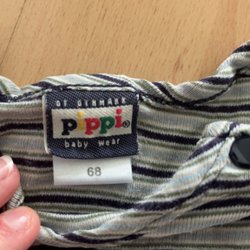 OF DENMARK
pippi®
baby wear
68